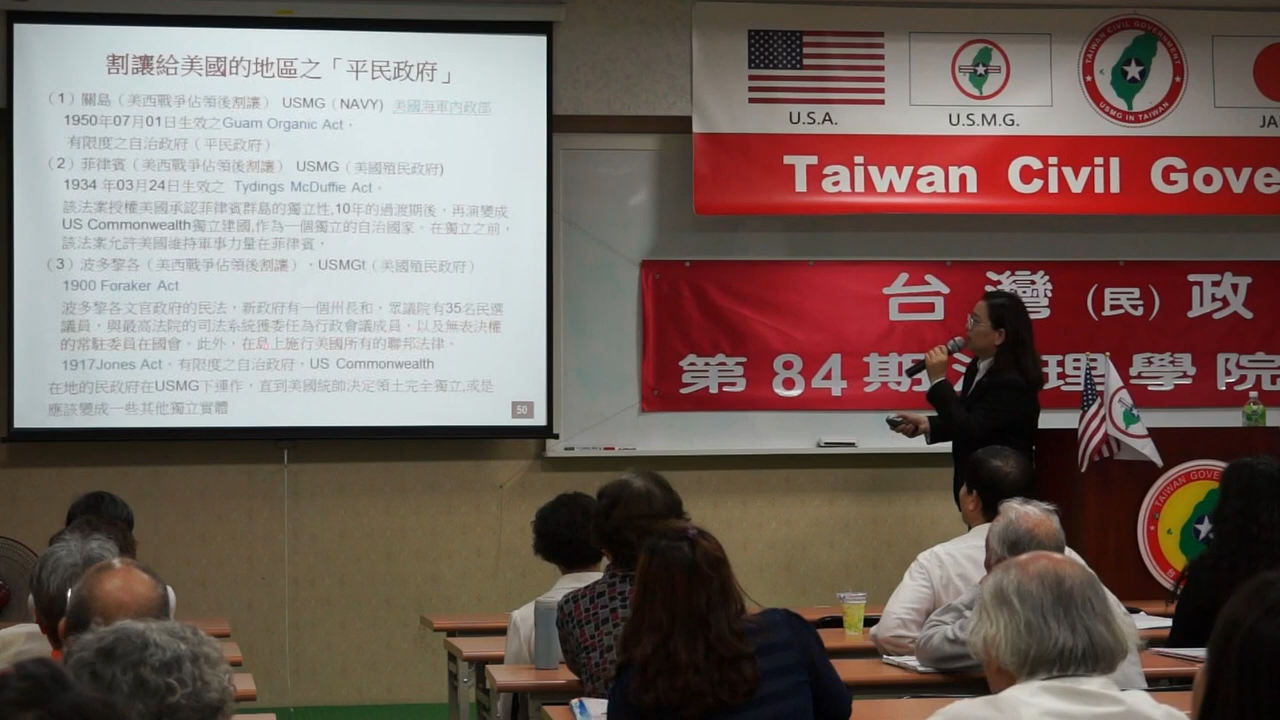 割讓給美國的地區之「平民政府」
（1）關島（美西戰爭佔領後割讓） USMG（NAVY) 美國海軍內政部
1950年07月01日生效之Guam Organic Act，
有限度之自治政府（平民政府）
（2）菲律賓（美西戰爭佔領後割讓） USMG（美國殖民政府)
1934 年03月24日生效之 Tydings McDuffie Act，
該法案授權美國承認菲律賓群島的獨立性,10年的過渡期後，再演變成
US Commonwealth獨立建國,作為一個獨立的自治國家。在獨立之前，
該法案允許美國維持軍事力量在菲律賓，
（3）波多黎各（美西戰爭佔領後割讓），USMGt（美國殖民政府）
1900 Foraker Act
波多黎各文官政府的民法，新政府有一個州長和，眾議院有35名民選
議員，與最高法院的司法系統獲委任為行政會議成員，以及無表決權
的常駐委員在國會。此外，在島上施行美國所有的聯邦法律。
1917Jones Act，有限度之自治政府，US Commonwealth
在地的民政府在USMG下運作，直到美國統帥決定領土完全獨立,或是
應該變成一些其他獨立實體
50
U.S.A.
U.S.M.G.
TAIWAN CIVIL GOVERNMENT
USMG IN TAIWAN
JA
Taiwan Civil Gove
台灣（民）政
第84期 理學院
TAIWAN GOVE